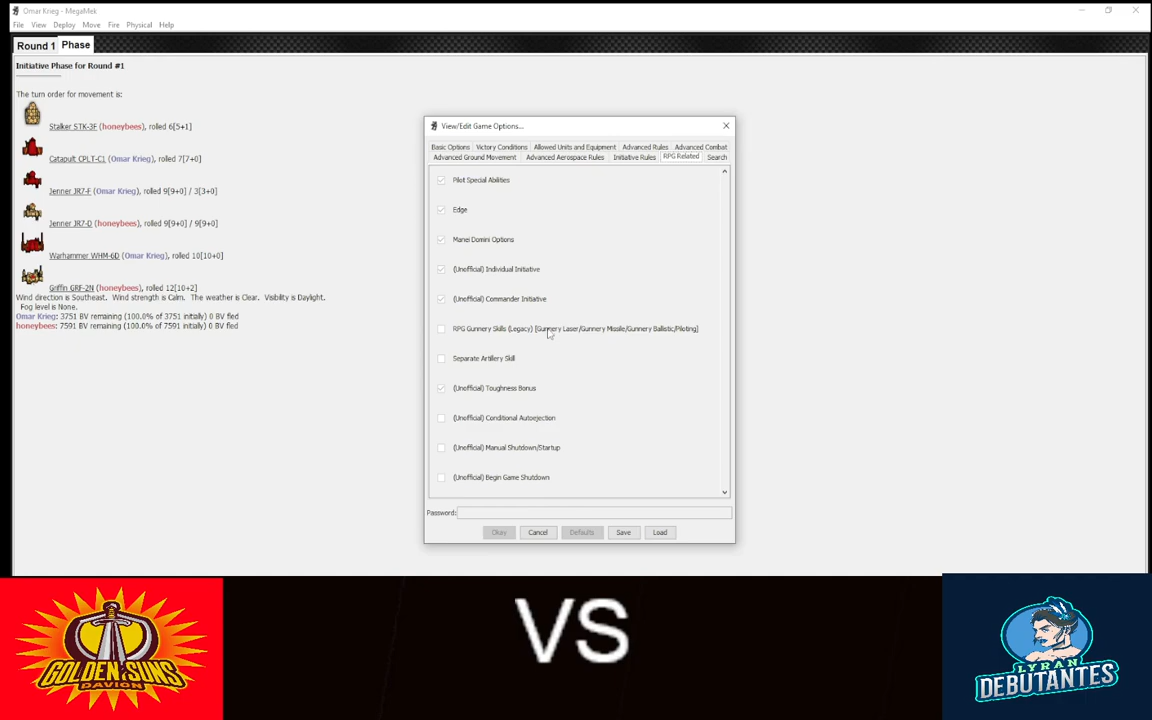 Omar Krieg - MegaMek
File View Deploy Move Fire Physical Help
Round 1 Phase
Initiative Phase for Round #1
The turn order for movement is:
Stalker STK-3F (honeybees), rolled 6[5+1]
Catapult CPLT-C1 (Omar Krieg), rolled 7[7+0]
Jenner JR7-F (Omar Krieg), rolled 9[9+0] / 3[3+0]
Jenner JR7-D (honeybees), rolled 9[9+0] / 9[9+0]
Warhammer WHM-6D (Omar Krieg), rolled 10[10+0]
Griffin GRF-2N (honeybees), rolled 12[10+2]
Wind direction is Southeast. Wind strength is Calm. The weather is Clear. Visibility is Daylight.
Fog level is None.
Omar Krieg: 3751 BV remaining (100.0% of 3751 initially) 0 BV fled
honeybees: 7591 BV remaining (100.0% of 7591 initially) 0 BV fled
View/Edit Game Options...
Basic Options Victory Conditions Allowed Units and Equipment Advanced Rules Advanced Combat
Advanced Ground Movement Advanced Aerospace Rules Initiative Rules RPG Related Search
Pilot Special Abilities
Edge
Manei Domini Options
(Unofficial) Individual Initiative
(Unofficial) Commander Initiative
RPG Gunnery Skills (Legacy) [Gunnery Laser/Gunnery Missile/Gunnery Ballistic/Piloting]
Separate Artillery Skill
(Unofficial) Toughness Bonus
(Unofficial) Conditional Autoejection
(Unofficial) Manual Shutdown/Startup
(Unofficial) Begin Game Shutdown
Password:
Okay Cancel Defaults Save Load
GOLDEN SUNS
DAVION
VS
LYRAN
DEBUTANTES